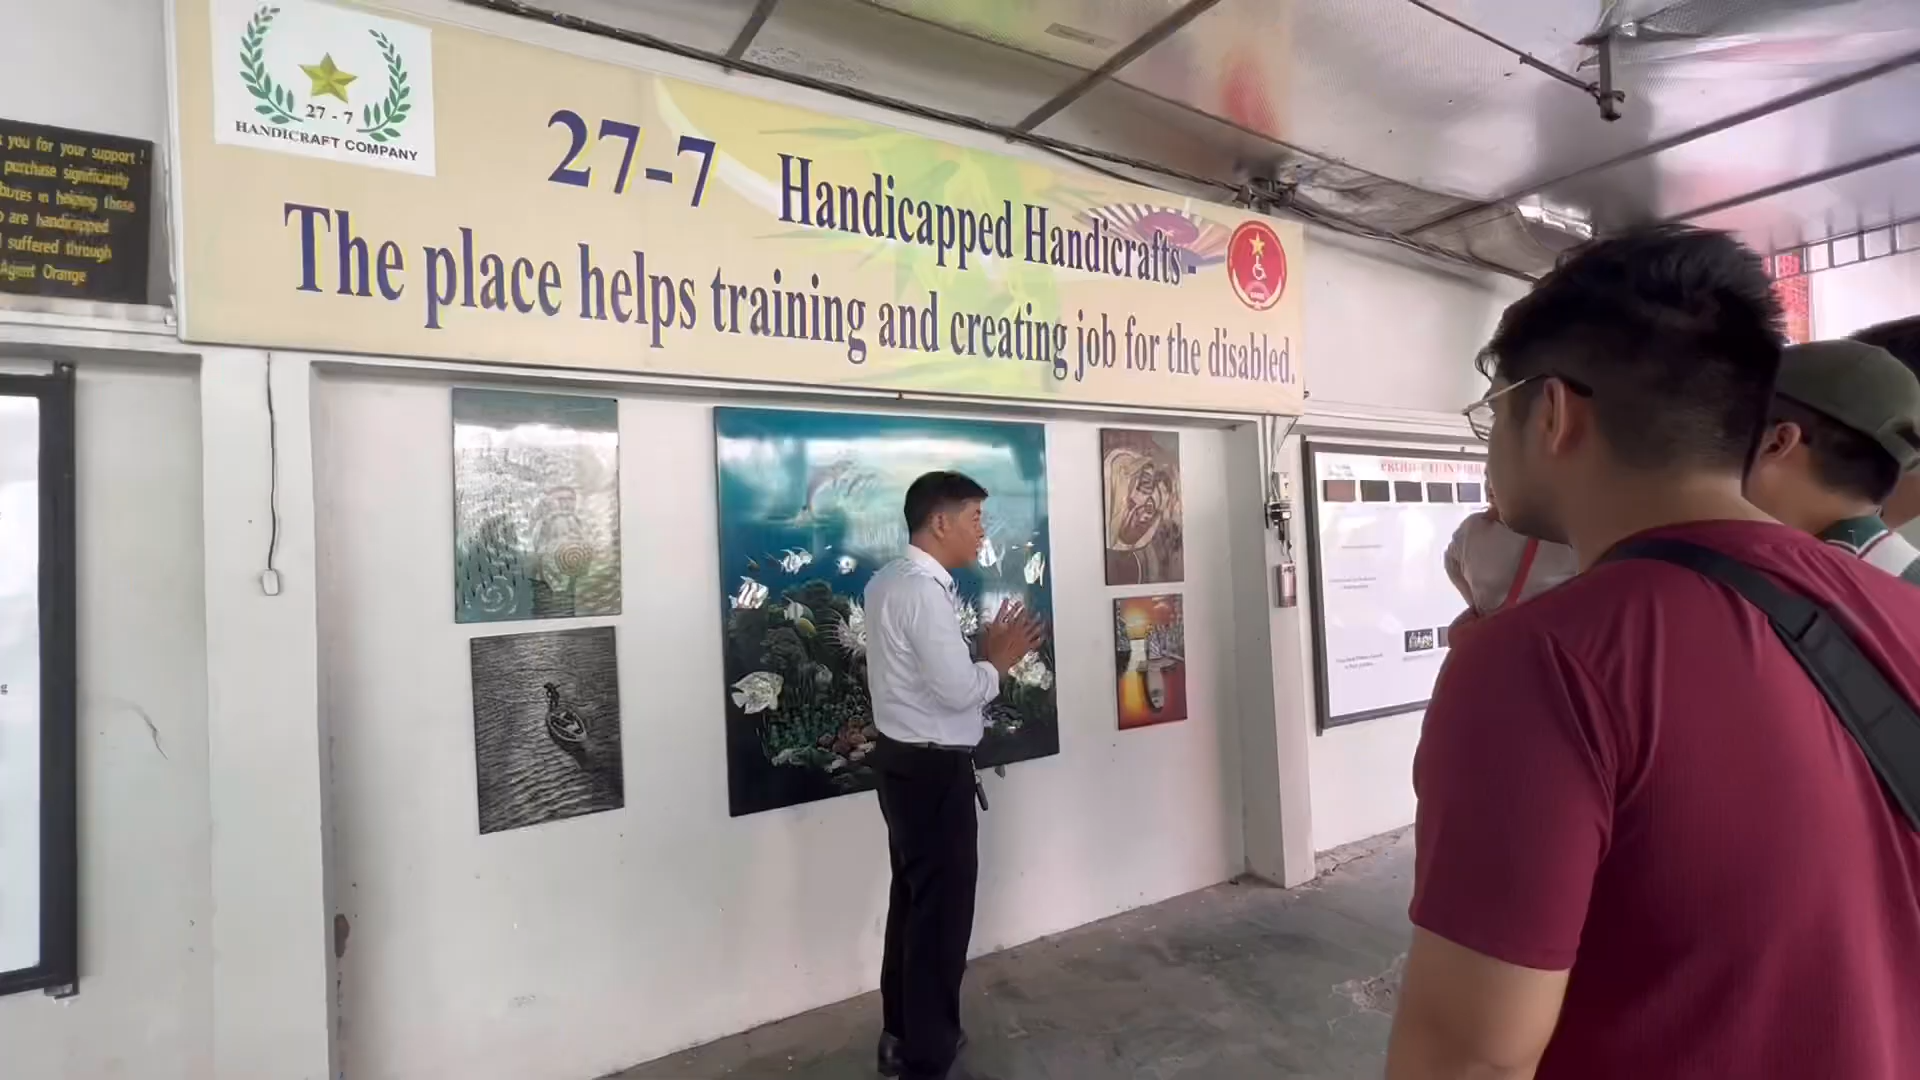 27 - 7
HANDICRAFT COMPANY
27-7 Handicapped Handicrafts -
The place helps training and creating job for the disabled.
you for your support !
purchase significantly
in helping those
are handicapped
suffered through
Agent Orange